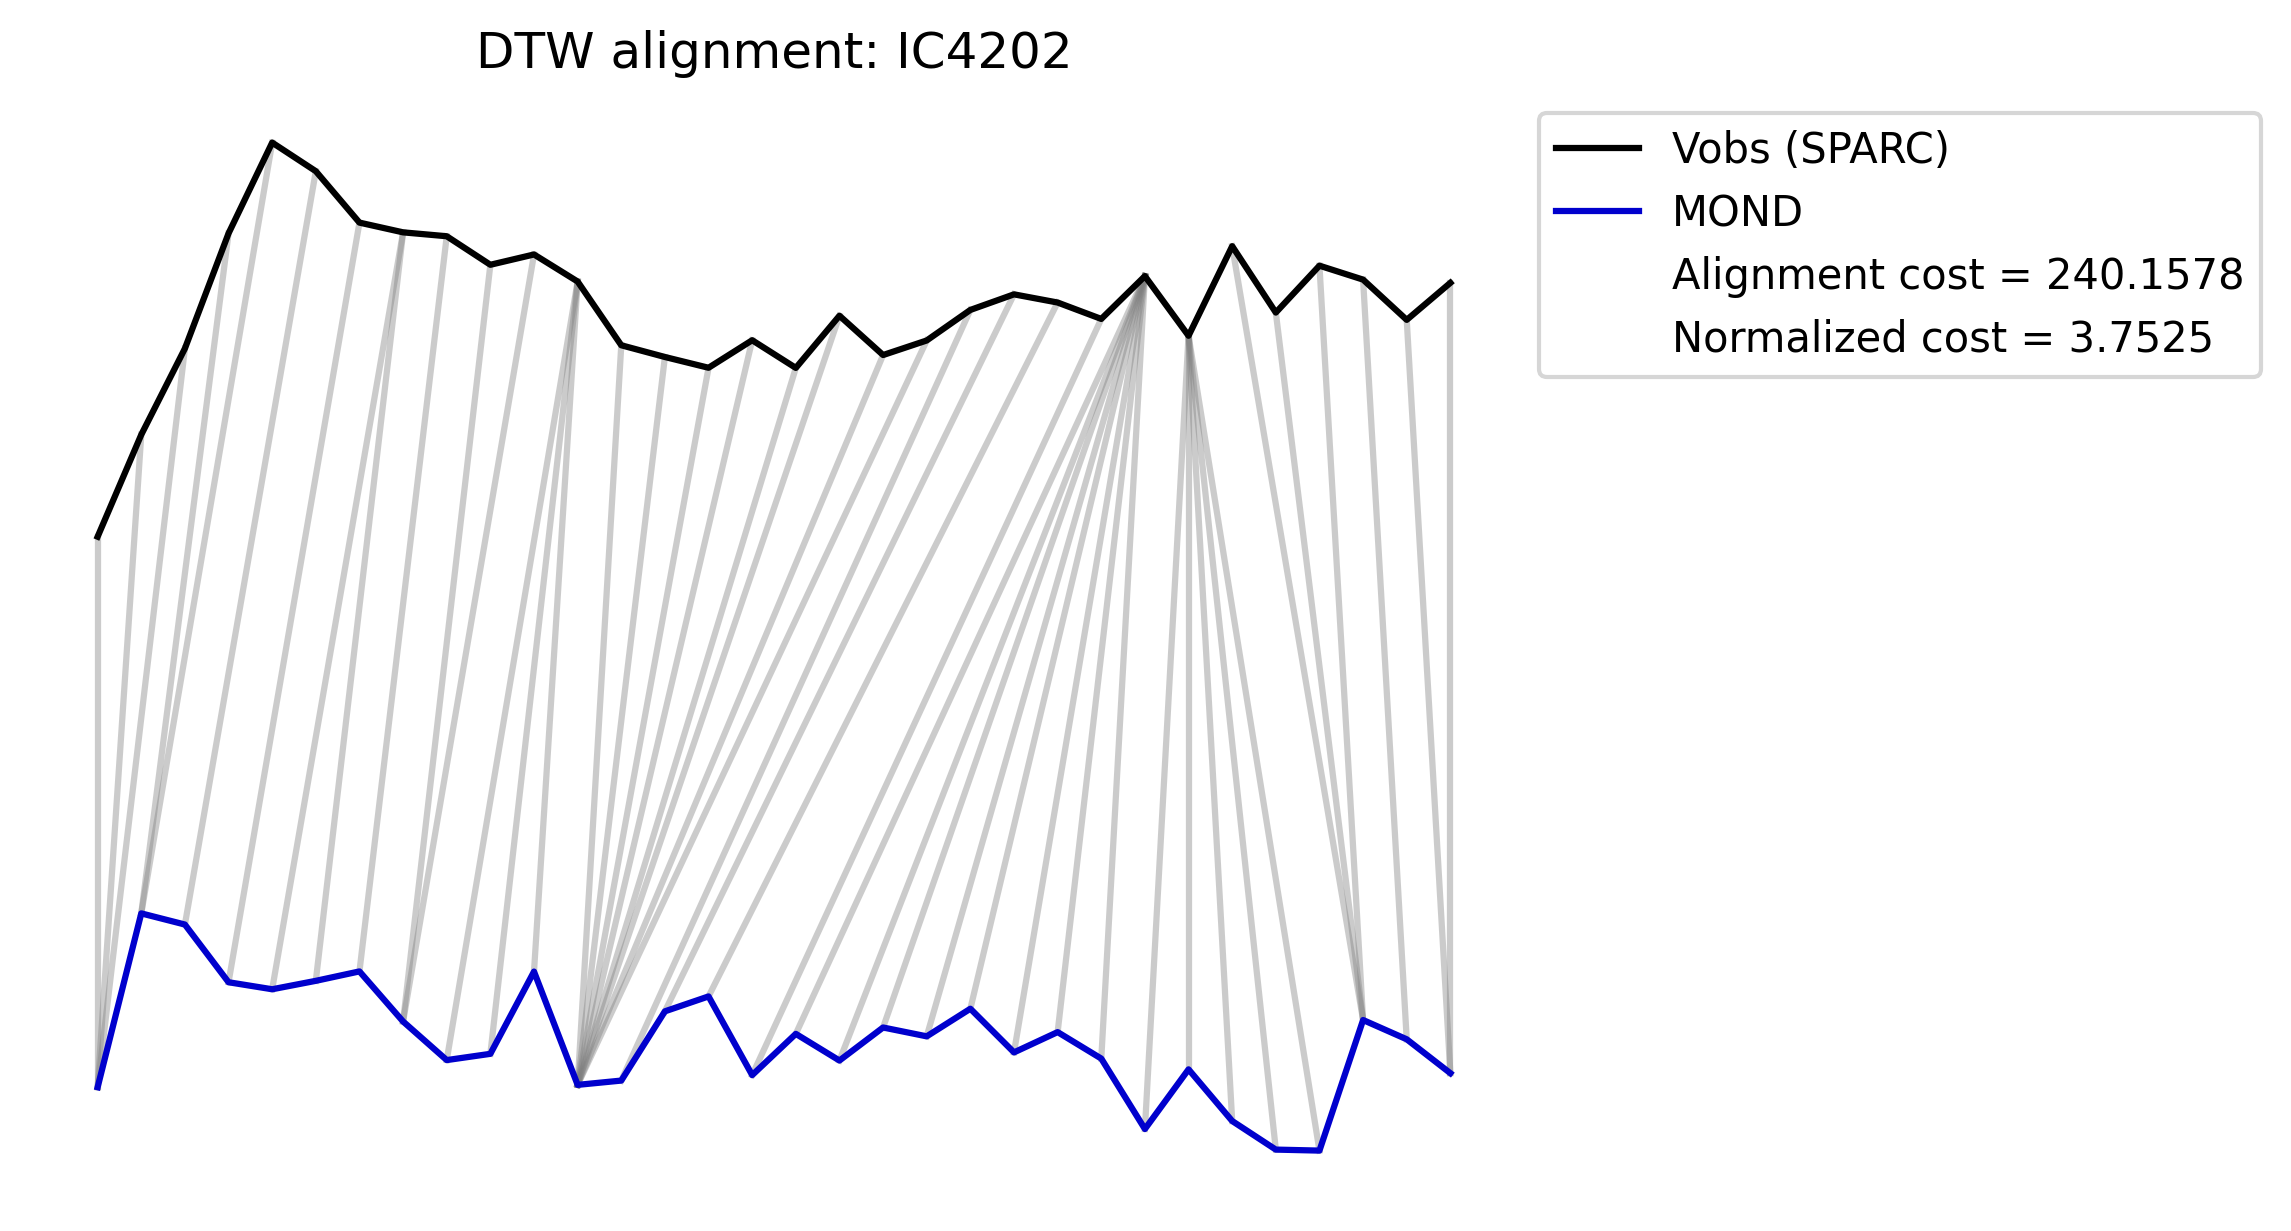 DTW alignment: IC4202
Vobs (SPARC)
MOND
Alignment cost = 240.1578
Normalized cost = 3.7525